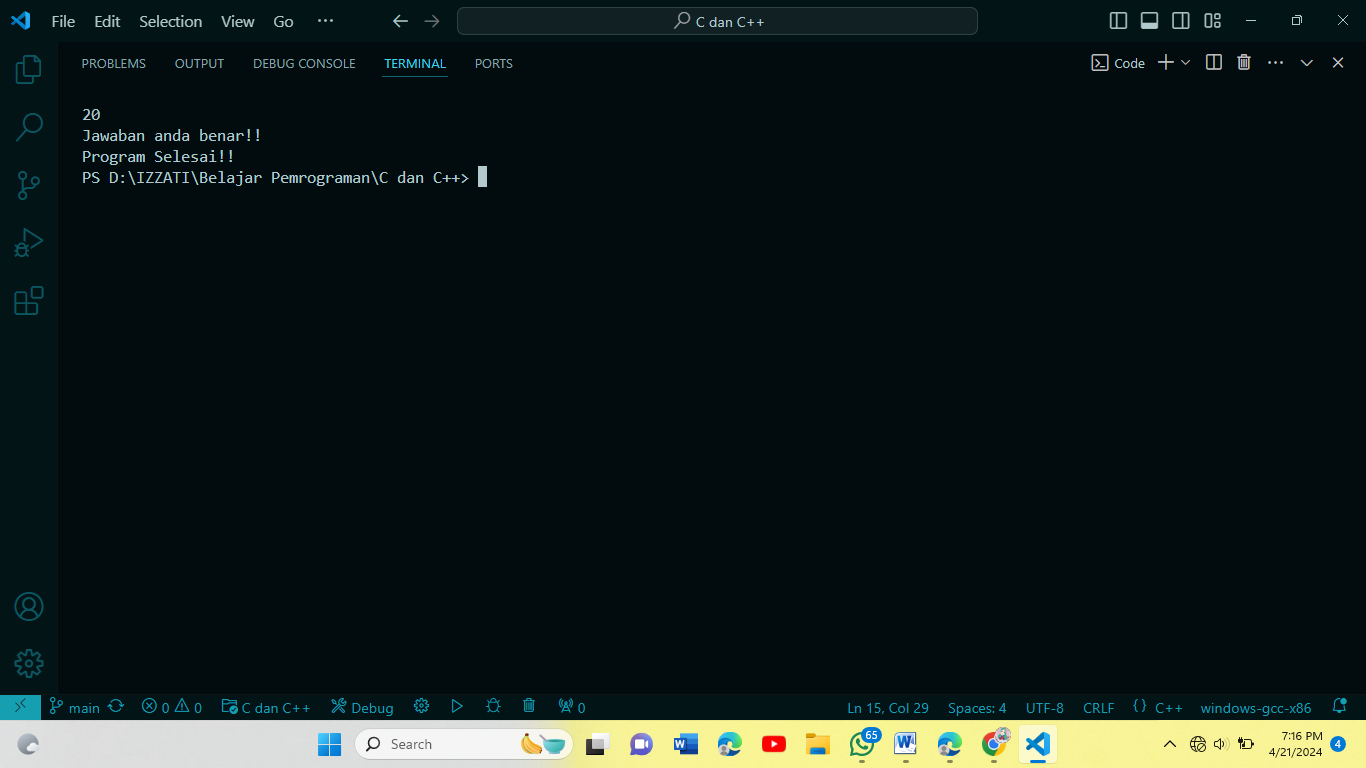 File Edit Selection View Go ... C dan C++
PROBLEMS OUTPUT DEBUG CONSOLE TERMINAL PORTS Code
20
Jawaban anda benar!!
Program Selesai!!
PS D:\IZZATI\Belajar Pemrograman\C dan C++>
main 0 0 C dan C++ Debug 0 Ln 15, Col 29 Spaces: 4 UTF-8 CRLF {} C++ windows-gcc-x86
Search 65 7:16 PM
4/21/2024 4